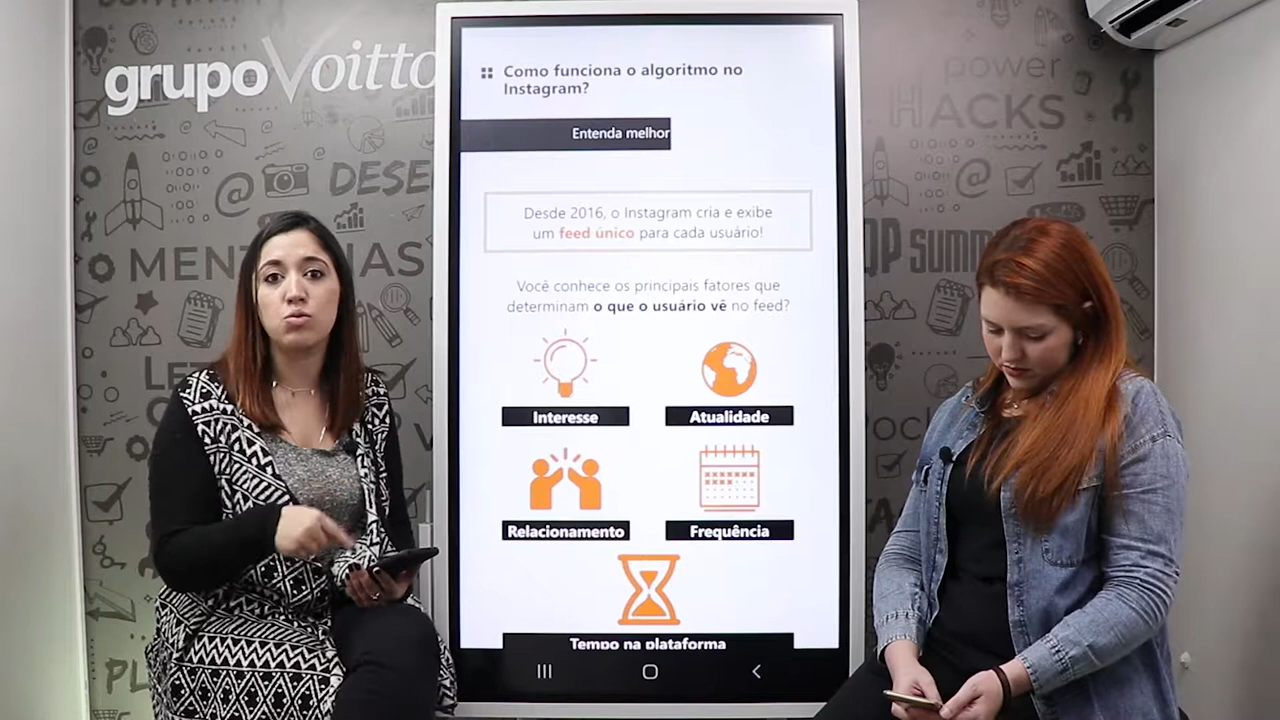 grupoVoitto
power
HACKS
DESE
MEN
IAS
SUMM
LE
Como funciona o algoritmo no
Instagram?
Entenda melhor
Desde 2016, o Instagram cria e exibe
um feed único para cada usuário!
Você conhece os principais fatores que
determinam o que o usuário vê no feed?
Interesse
Atualidade
Relacionamento
Frequência
Tempo na plataforma